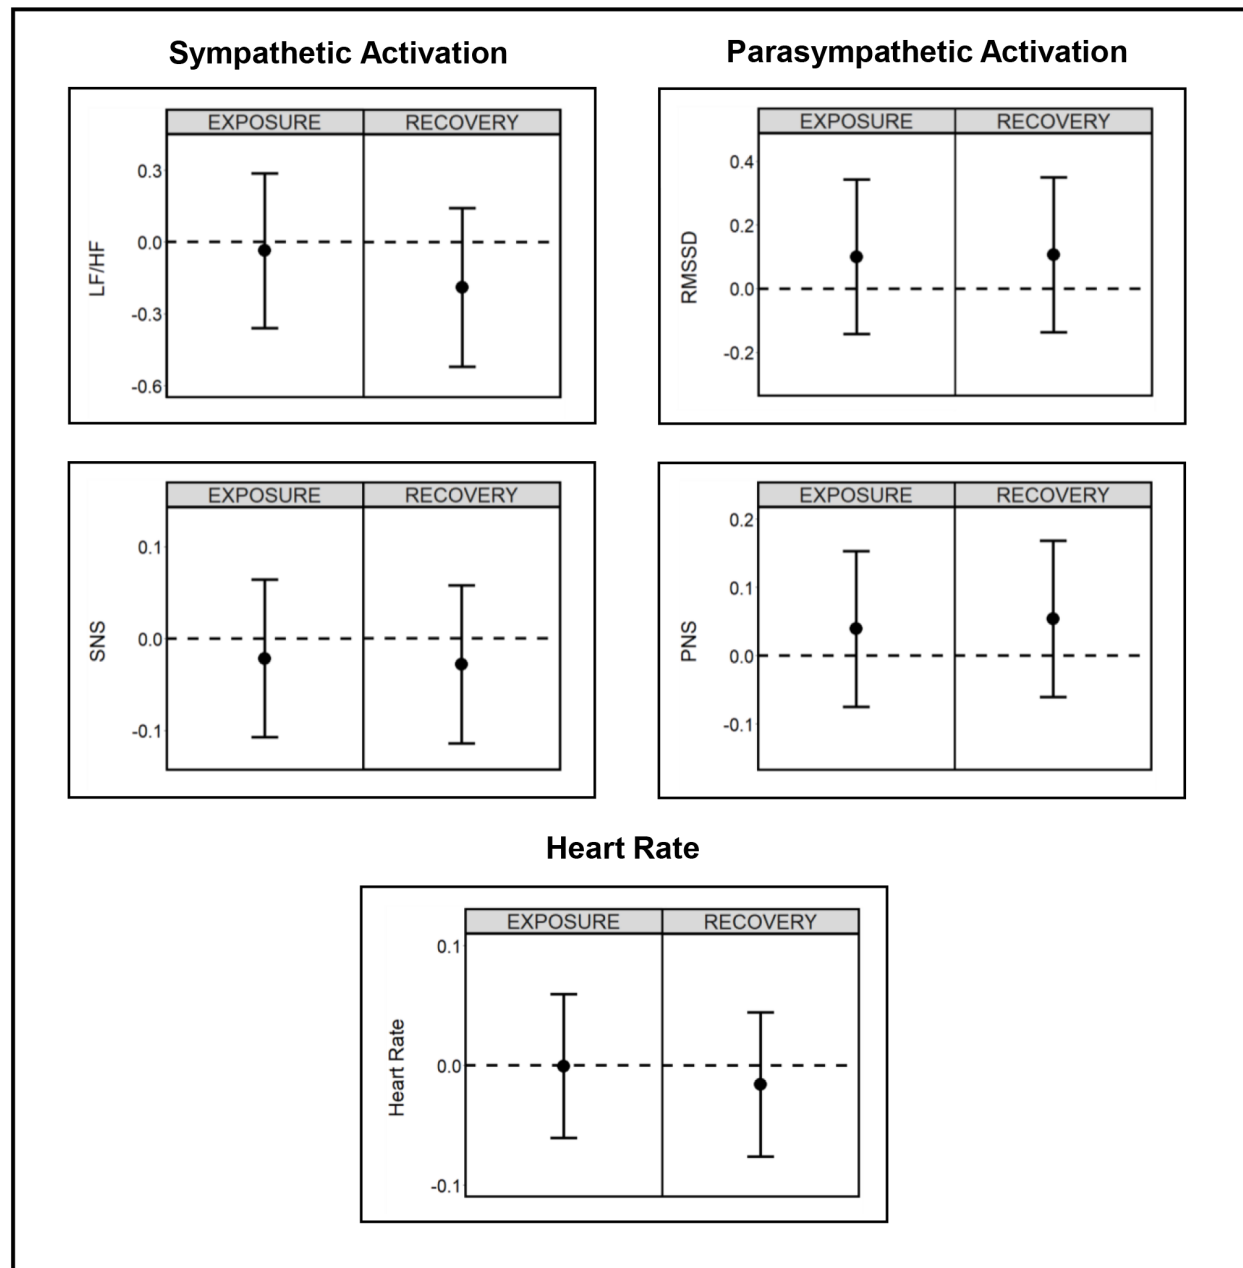 Sympathetic Activation
EXPOSURE RECOVERY
0.3
0.0
-0.3
-0.6
LF/HF
Parasympathetic Activation
EXPOSURE RECOVERY
0.4
0.2
0.0
-0.2
RMSSD
EXPOSURE RECOVERY
0.1
0.0
-0.1
SNS
EXPOSURE RECOVERY
0.2
0.1
0.0
-0.1
PNS
Heart Rate
EXPOSURE RECOVERY
0.1
0.0
-0.1
Heart Rate